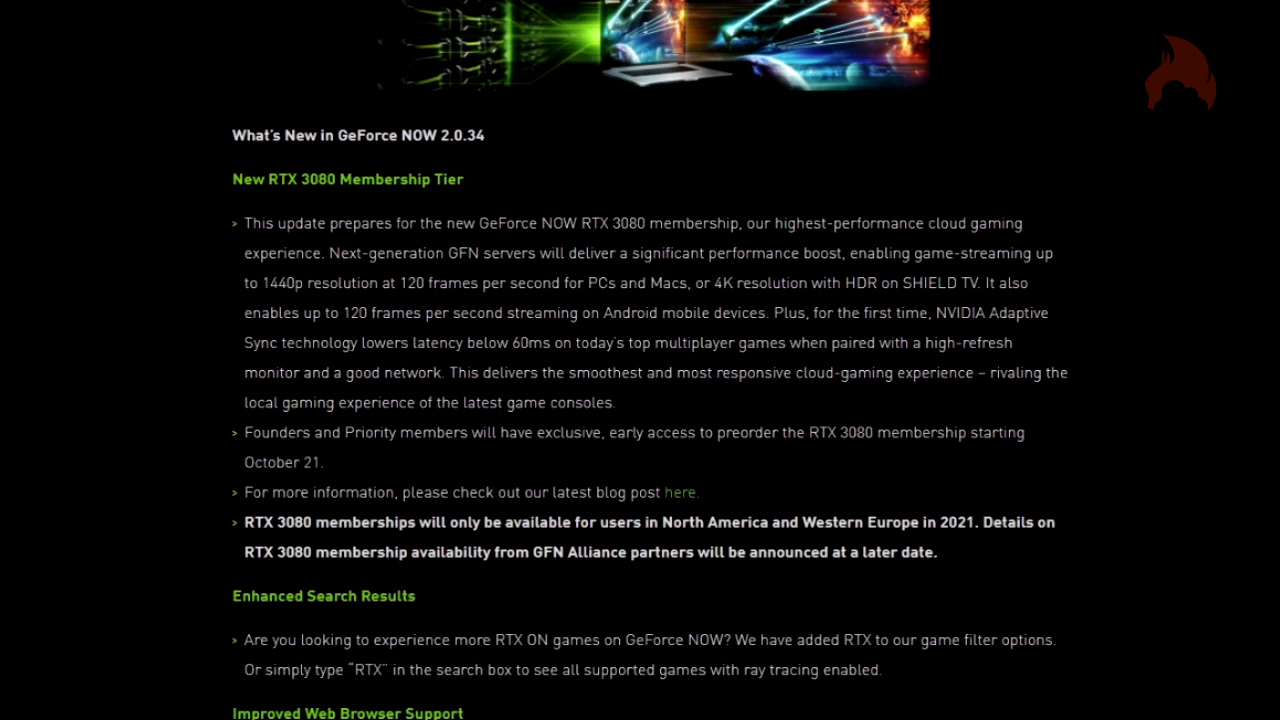 What's New in GeForce NOW 2.0.34
New RTX 3080 Membership Tier
> This update prepares for the new GeForce NOW RTX 3080 membership, our highest-performance cloud gaming
experience. Next-generation GFN servers will deliver a significant performance boost, enabling game-streaming up
to 1440p resolution at 120 frames per second for PCs and Macs, or 4K resolution with HDR on SHIELD TV. It also
enables up to 120 frames per second streaming on Android mobile devices. Plus, for the first time, NVIDIA Adaptive
Sync technology lowers latency below 60ms on today's top multiplayer games when paired with a high-refresh
monitor and a good network. This delivers the smoothest and most responsive cloud-gaming experience – rivaling the
local gaming experience of the latest game consoles.
> Founders and Priority members will have exclusive, early access to preorder the RTX 3080 membership starting
October 21.
> For more information, please check out our latest blog post here.
> RTX 3080 memberships will only be available for users in North America and Western Europe in 2021. Details on
RTX 3080 membership availability from GFN Alliance partners will be announced at a later date.
Enhanced Search Results
> Are you looking to experience more RTX ON games on GeForce NOW? We have added RTX to our game filter options.
Or simply type "RTX" in the search box to see all supported games with ray tracing enabled.
Improved Web Browser Support